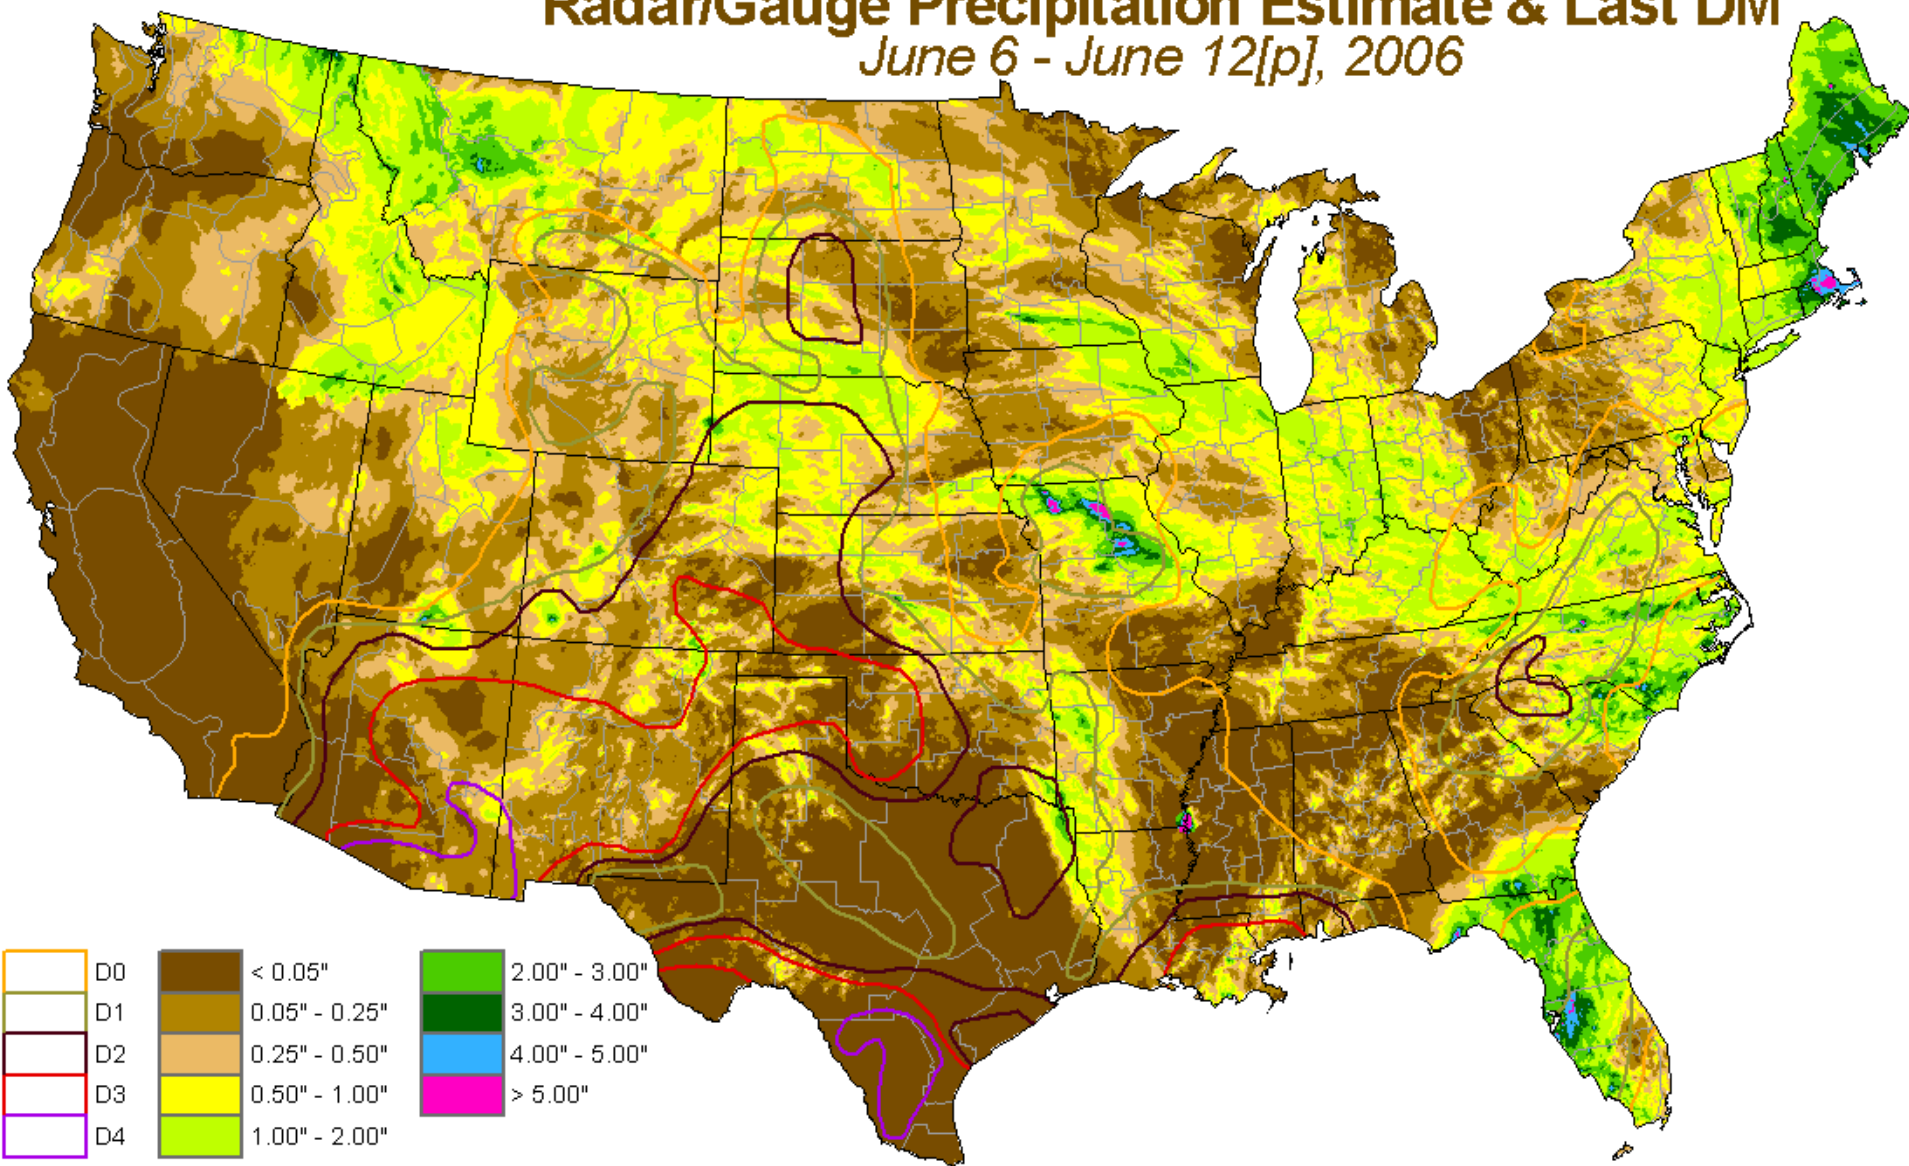 Radar/Gauge Precipitation Estimate & Last DM
June 6 - June 12[p], 2006
D0
D1
D2
D3
D4
< 0.05"
0.05" - 0.25"
0.25" - 0.50"
0.50" - 1.00"
1.00" - 2.00"
2.00" - 3.00"
3.00" - 4.00"
4.00" - 5.00"
> 5.00"